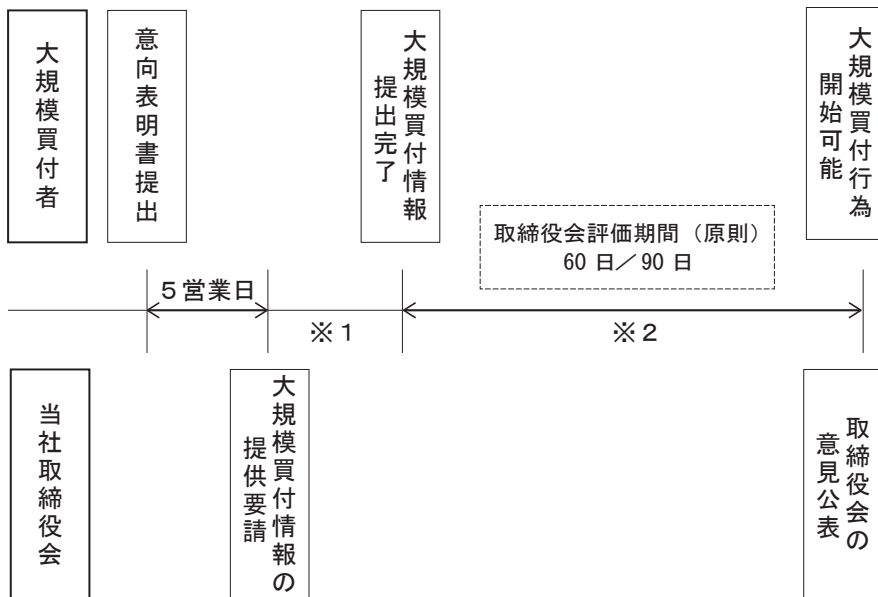 大規模買付者
意向表明書提出
大規模買付情報
提出完了
大規模買付行為
開始可能
取締役会評価期間（原則）
60 日／90 日
５営業日
※１
※２
当社取締役会
大規模買付情報の
提供要請
取締役会の
意見公表